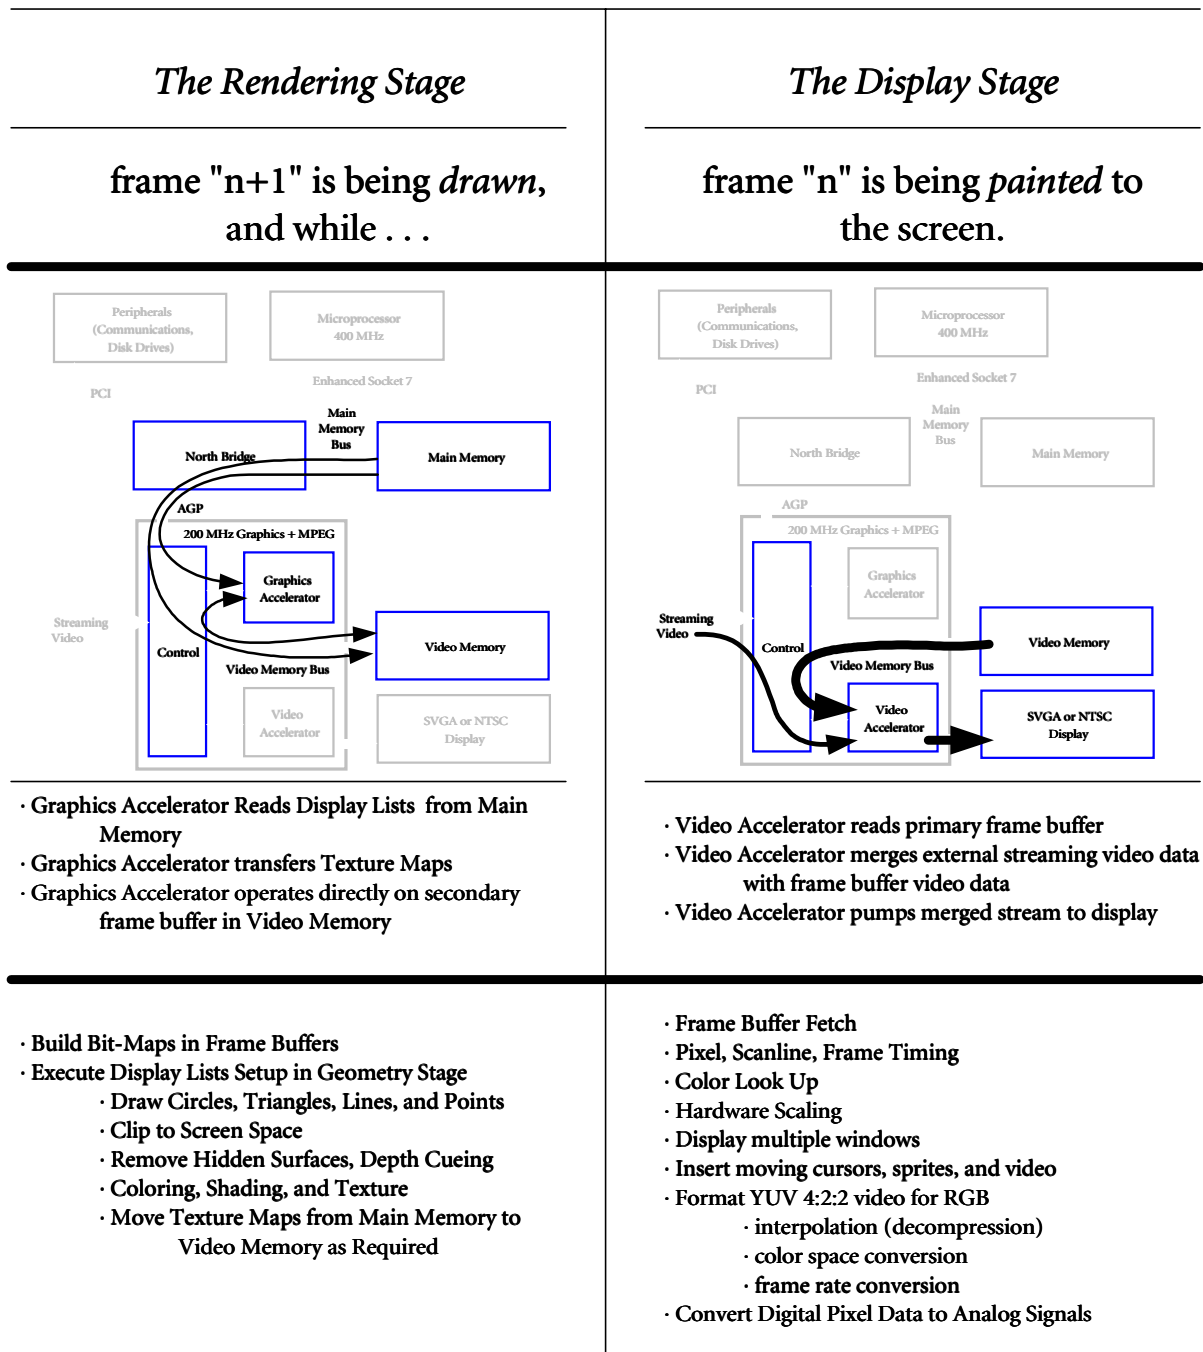 The Rendering Stage
frame "n+1" is being drawn,
and while . . .
Peripherals
(Communications,
Disk Drives)
Microprocessor
400 MHz
Enhanced Socket 7
PCI
Main
Memory
Bus
North Bridge
Main Memory
AGP
200 MHz Graphics + MPEG
Graphics
Accelerator
Streaming
Video
Control
Video Memory
Video Memory Bus
Video
Accelerator
SVGA or NTSC
Display
· Graphics Accelerator Reads Display Lists from Main
Memory
· Graphics Accelerator transfers Texture Maps
· Graphics Accelerator operates directly on secondary
frame buffer in Video Memory
· Build Bit-Maps in Frame Buffers
· Execute Display Lists Setup in Geometry Stage
· Draw Circles, Triangles, Lines, and Points
· Clip to Screen Space
· Remove Hidden Surfaces, Depth Cueing
· Coloring, Shading, and Texture
· Move Texture Maps from Main Memory to
Video Memory as Required
The Display Stage
frame "n" is being painted to
the screen.
Peripherals
(Communications,
Disk Drives)
Microprocessor
400 MHz
Enhanced Socket 7
PCI
Main
Memory
Bus
North Bridge
Main Memory
AGP
200 MHz Graphics + MPEG
Graphics
Accelerator
Streaming
Video
Control
Video Memory
Video Memory Bus
Video
Accelerator
SVGA or NTSC
Display
· Video Accelerator reads primary frame buffer
· Video Accelerator merges external streaming video data
with frame buffer video data
· Video Accelerator pumps merged stream to display
· Frame Buffer Fetch
· Pixel, Scanline, Frame Timing
· Color Look Up
· Hardware Scaling
· Display multiple windows
· Insert moving cursors, sprites, and video
· Format YUV 4:2:2 video for RGB
· interpolation (decompression)
· color space conversion
· frame rate conversion
· Convert Digital Pixel Data to Analog Signals